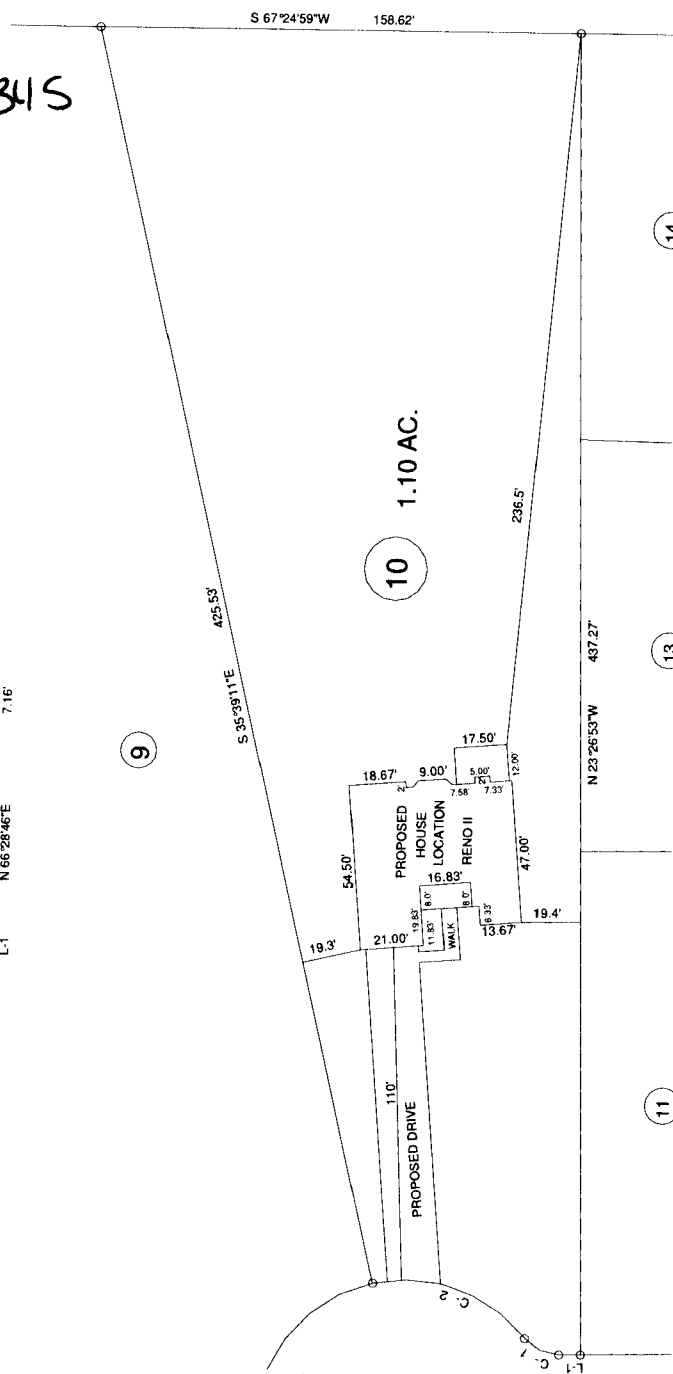 S 67°24'59"W 158.62'
34S
14
1.10 AC.
10
236.5'
425.53'
S 35°39'11"E
437.27'
N 23°26'53"W
13
7.16'
N 66°28'46"E
L-1
9
17.50'
18.67'
9.00'
5.00'
12.00'
2'
2'
7.58'
7.33'
PROPOSED
HOUSE
LOCATION
RENO II
54.50'
47.00'
16.83'
8.0'
8.0'
19.83'
11.83'
WALK
6.33'
13.67'
19.4'
19.3'
21.00'
110'
PROPOSED DRIVE
11
C-2
C-1
L-1